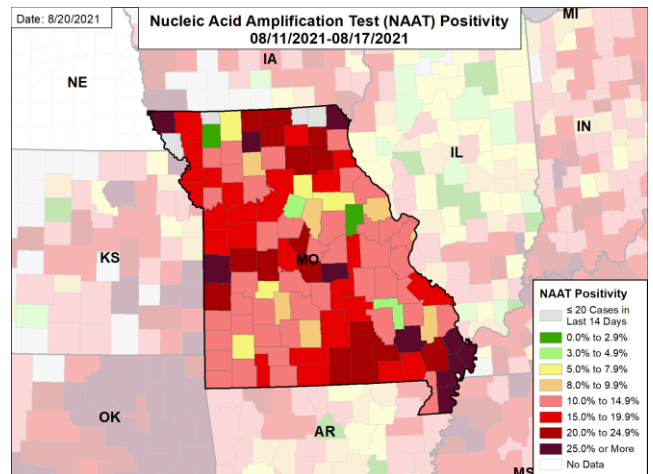 Date: 8/20/2021
Nucleic Acid Amplification Test (NAAT) Positivity
08/11/2021-08/17/2021
MI
IA
NE
IL
IN
KS
MO
OK
AR
MS
NAAT Positivity
≤ 20 Cases in
Last 14 Days
0.0% to 2.9%
3.0% to 4.9%
5.0% to 7.9%
8.0% to 9.9%
10.0% to 14.9%
15.0% to 19.9%
20.0% to 24.9%
25.0% or More
No Data